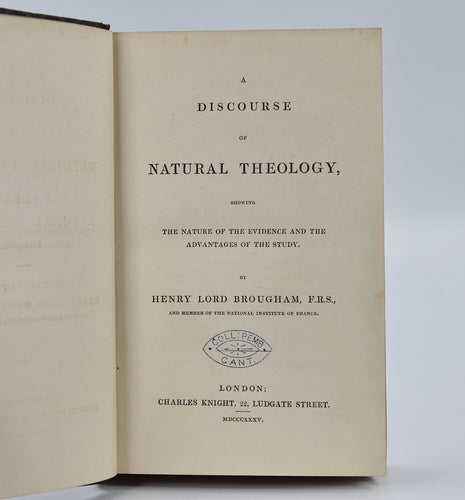 A
DISCOURSE
OF
NATURAL THEOLOGY,
SHOWING
THE NATURE OF THE EVIDENCE AND THE
ADVANTAGES OF THE STUDY.
BY
HENRY LORD BROUGHAM, F.R.S.,
AND MEMBER OF THE NATIONAL INSTITUTE OF FRANCE.
COLL: PEMB.
CANT.
LONDON:
CHARLES KNIGHT, 22, LUDGATE STREET.
MDCCCXXXV.